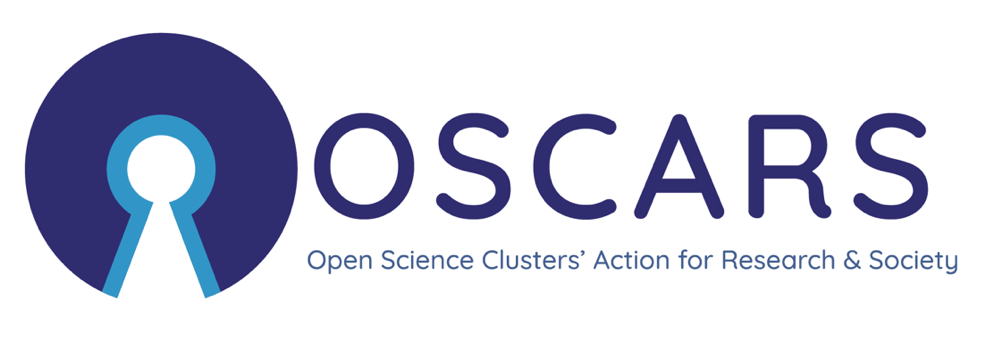 OSCARS
Open Science Clusters’ Action for Research & Society